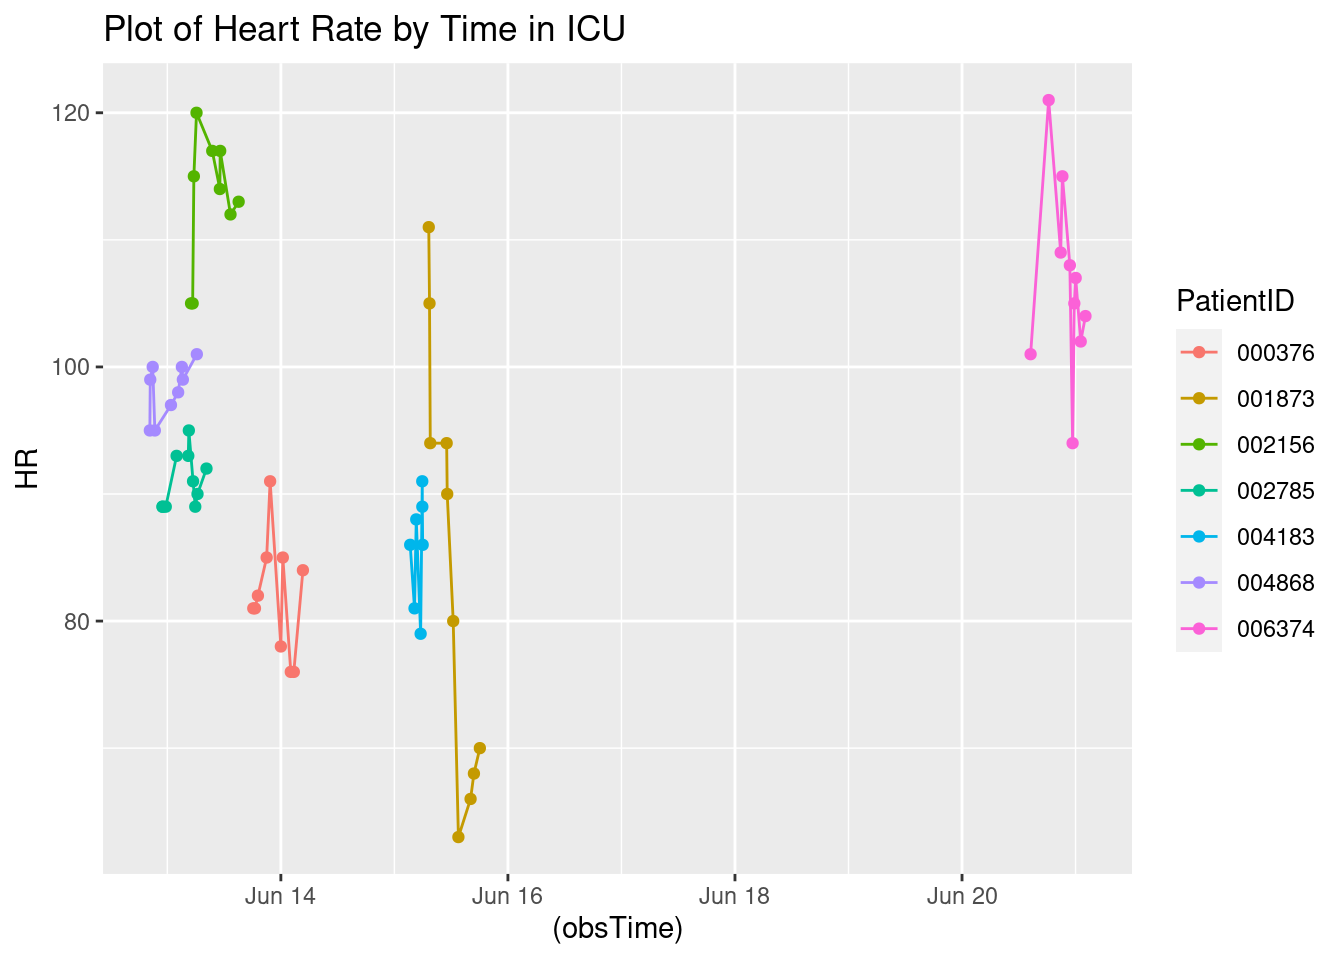 Plot of Heart Rate by Time in ICU
120
100
80
HR
Jun 14
Jun 16
Jun 18
Jun 20
(obsTime)
PatientID
000376
001873
002156
002785
004183
004868
006374